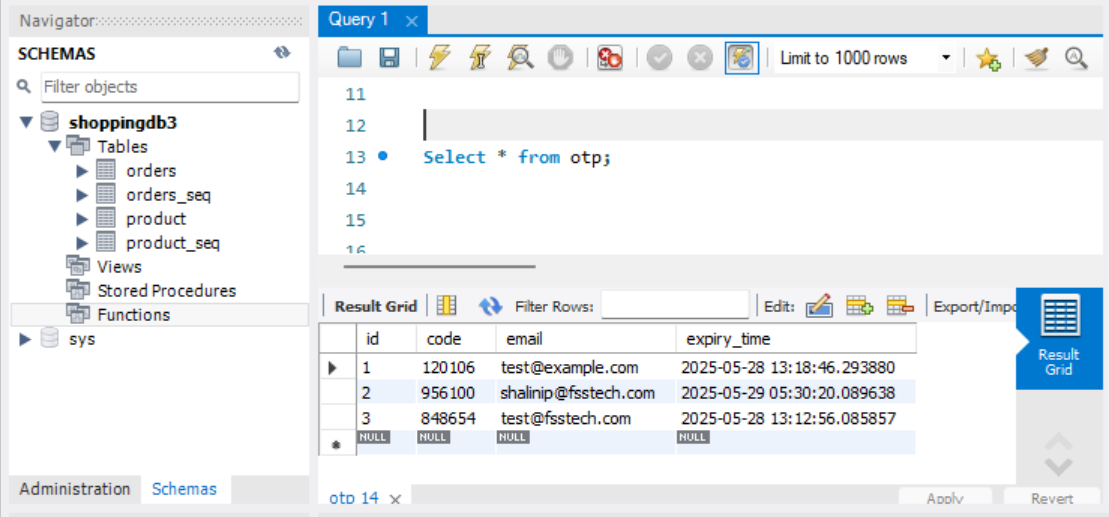 Navigator
SCHEMAS
Filter objects
shoppingdb3
Tables
orders
orders_seq
product
product_seq
Views
Stored Procedures
Functions
sys
Administration Schemas
Query 1
Limit to 1000 rows
11
12
13 Select * from otp;
14
15
16
Result Grid Filter Rows: Edit: Export/Impo
id code email expiry_time
1 120106 test@example.com 2025-05-28 13:18:46.293880
2 956100 shalinip@fsstech.com 2025-05-29 05:30:20.089638
3 848654 test@fsstech.com 2025-05-28 13:12:56.085857
NULL NULL NULL NULL
Result
Grid
otp 14
Apply Revert